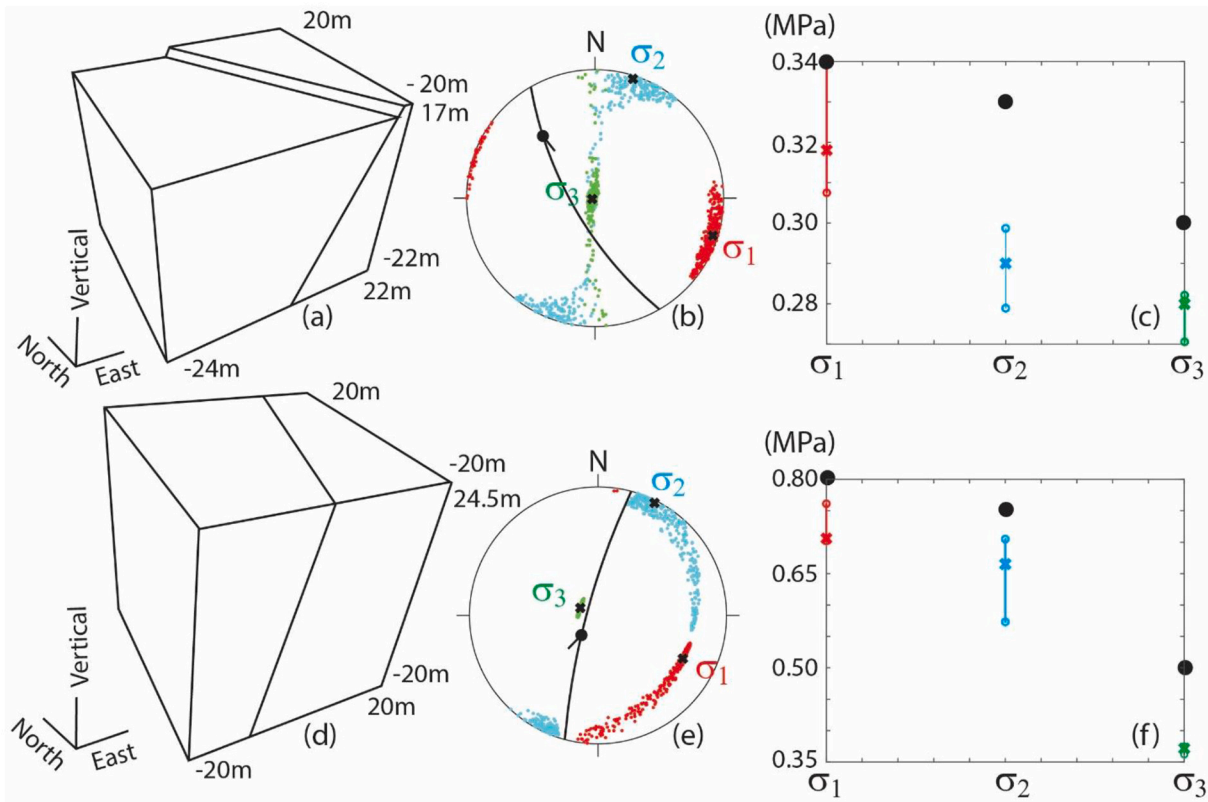 20m
- 20m
17m
-22m
22m
-24m
Vertical
North
East
(a)
N
σ2
σ3
σ1
(b)
(MPa)
0.34
0.32
0.30
0.28
σ1
σ2
σ3
(c)
20m
-20m
24.5m
-20m
20m
-20m
Vertical
North
East
(d)
N
σ2
σ3
σ1
(e)
(MPa)
0.80
0.65
0.50
0.35
σ1
σ2
σ3
(f)